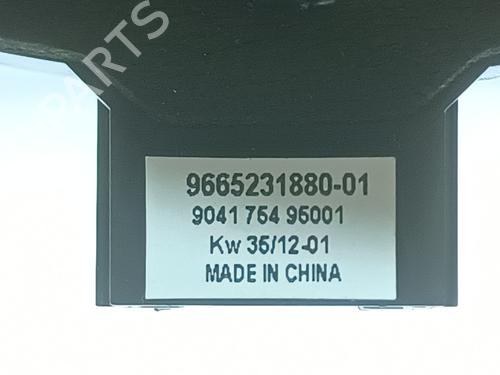 PARTS
9665231880-01
9041 754 95001
Kw 35/12-01
MADE IN CHINA